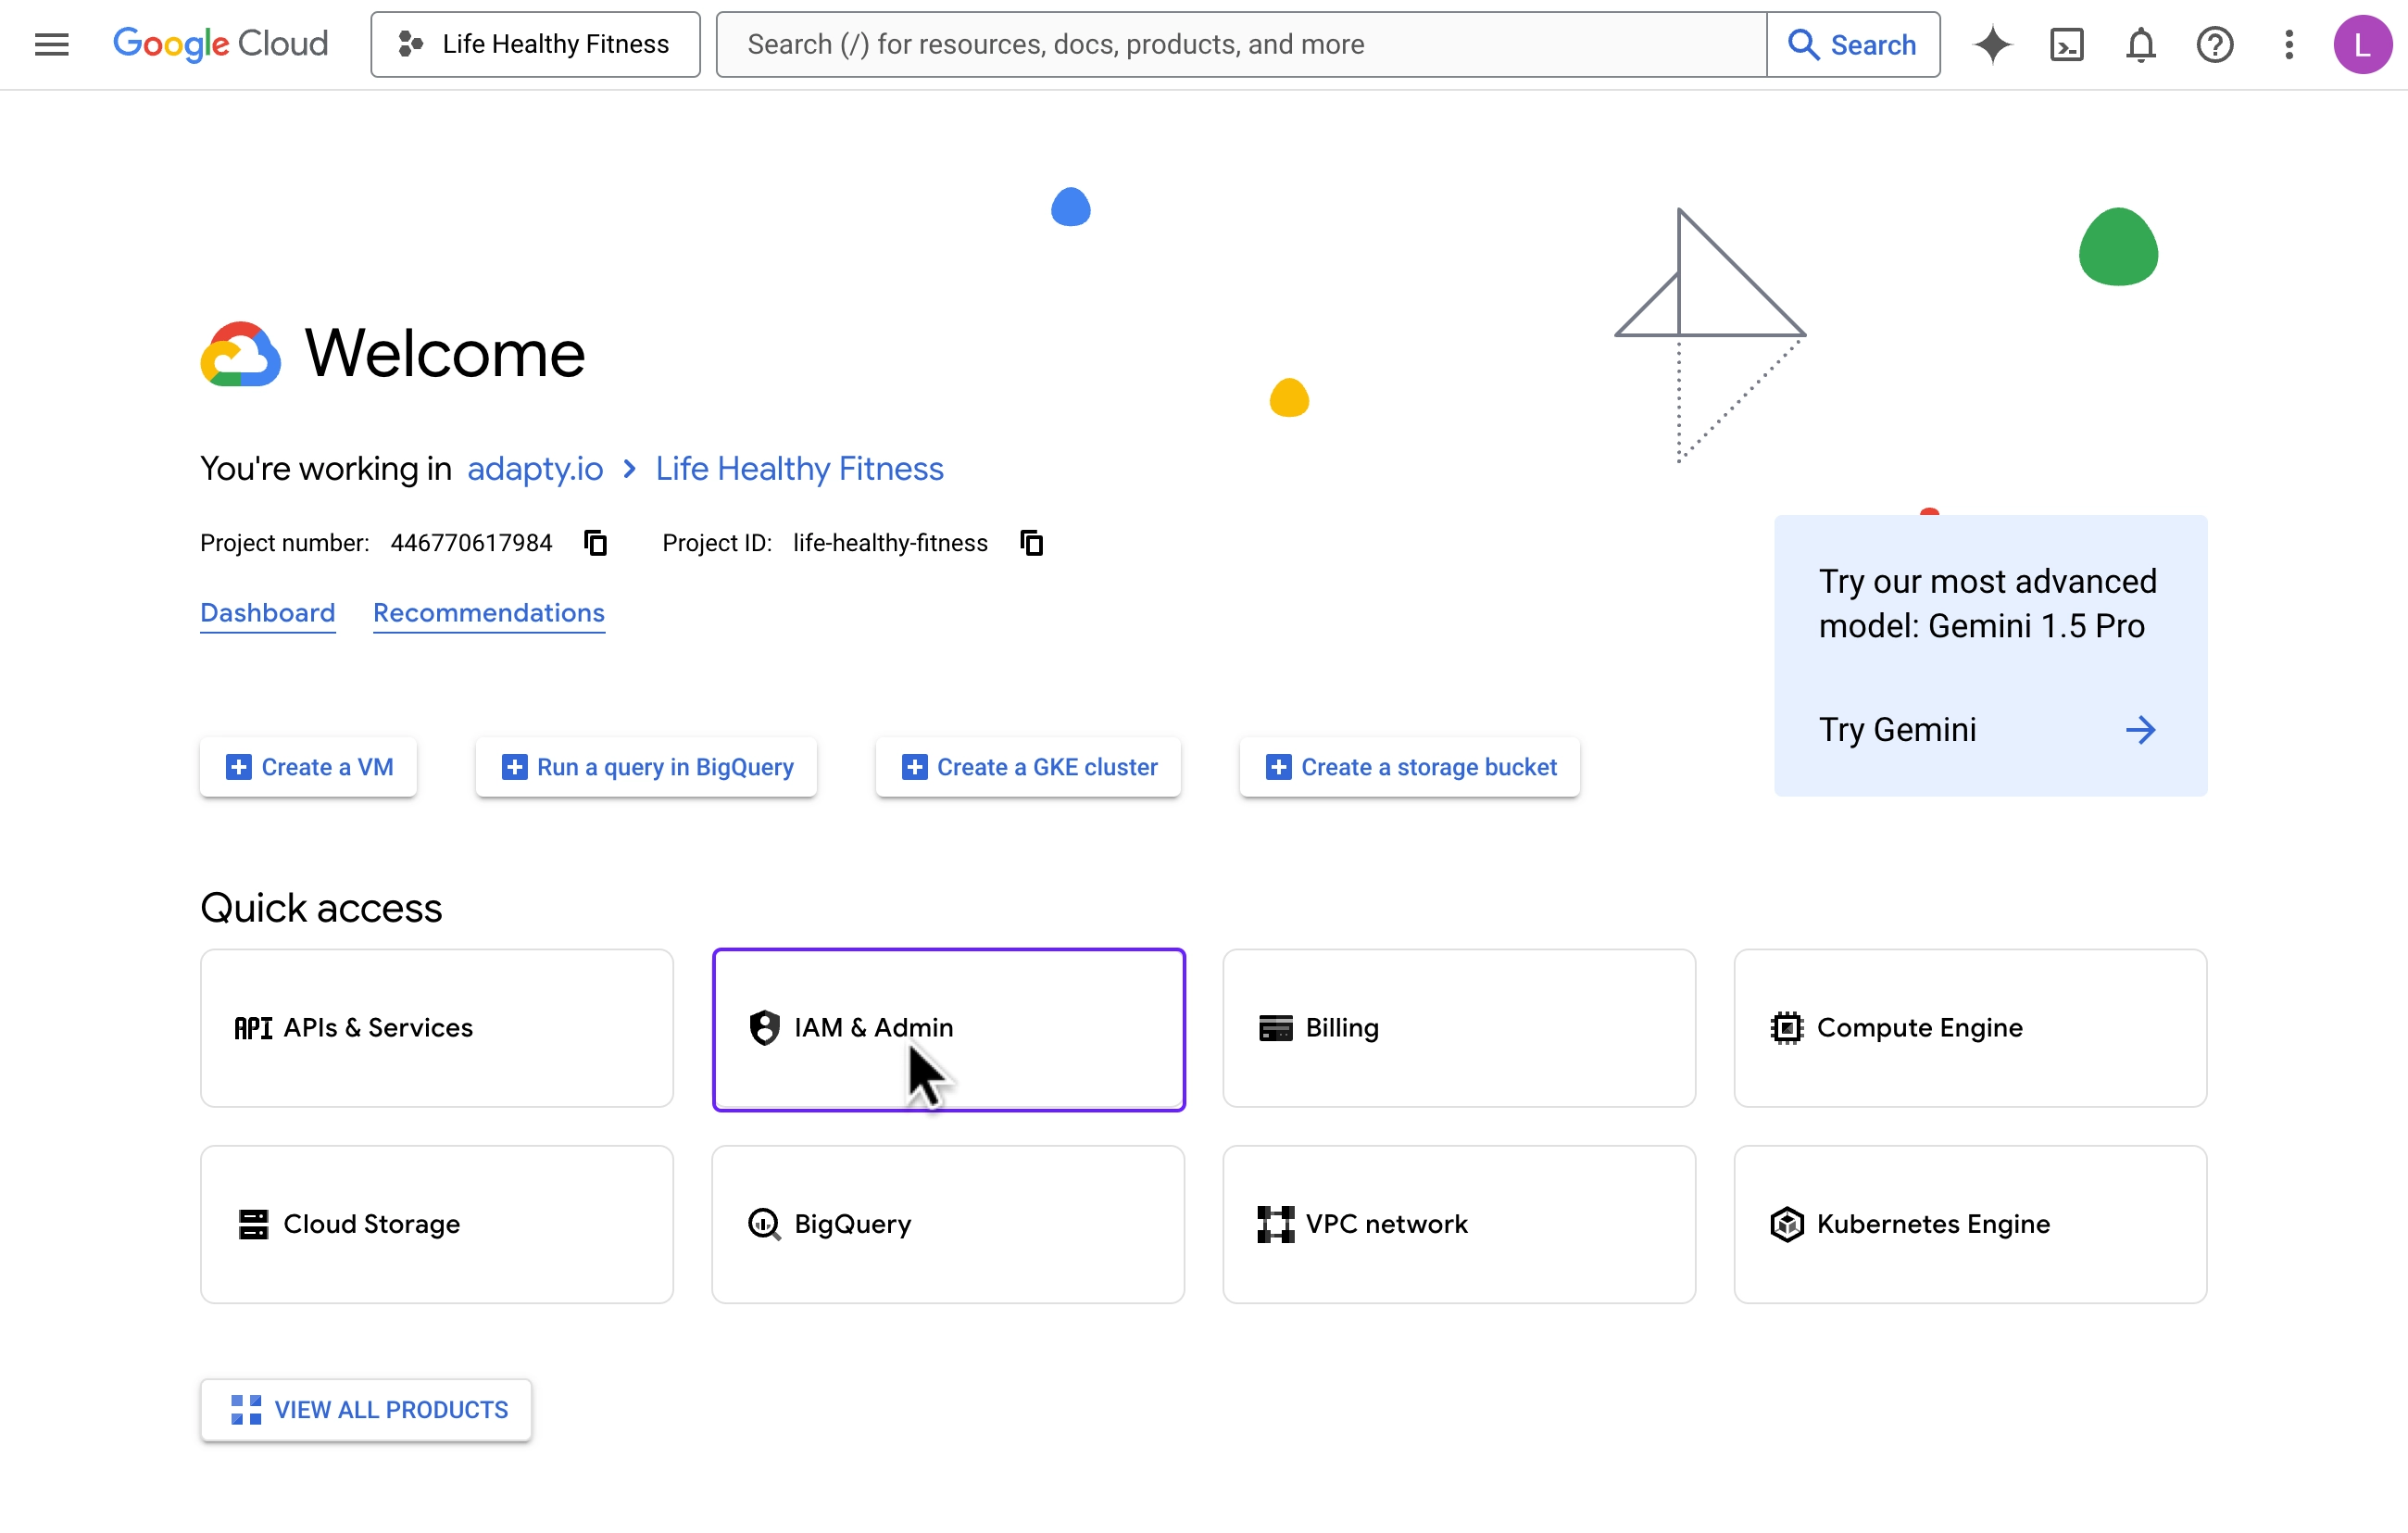 Google Cloud
Life Healthy Fitness
Search (/) for resources, docs, products, and more
Search
L
Welcome
You're working in adapty.io > Life Healthy Fitness
Project number: 446770617984 Project ID: life-healthy-fitness
Dashboard Recommendations
Try our most advanced
model: Gemini 1.5 Pro
Try Gemini
Create a VM
Run a query in BigQuery
Create a GKE cluster
Create a storage bucket
Quick access
API APIs & Services
IAM & Admin
Billing
Compute Engine
Cloud Storage
BigQuery
VPC network
Kubernetes Engine
VIEW ALL PRODUCTS